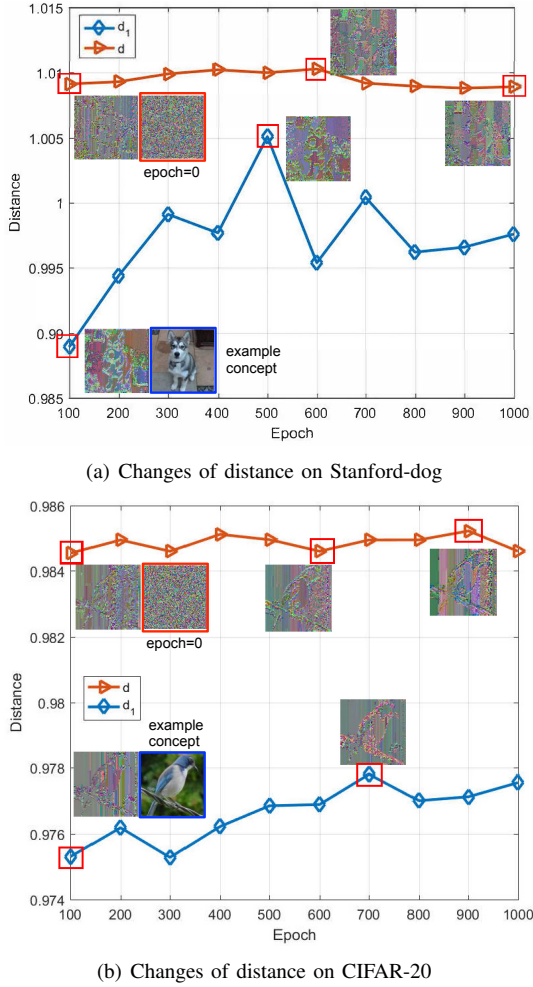 1.015
1.01
1.005
1
0.995
0.99
0.985
Distance
d₁
d
epoch=0
example
concept
100 200 300 400 500 600 700 800 900 1000
Epoch
(a) Changes of distance on Stanford-dog
0.986
0.984
0.982
0.98
0.978
0.976
0.974
Distance
epoch=0
d
d₁
example
concept
100 200 300 400 500 600 700 800 900 1000
Epoch
(b) Changes of distance on CIFAR-20